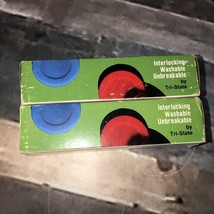 Interlocking
Washable
Unbreakable
by
Tri-State
Interlocking
Washable
Unbreakable
by
Tri-State